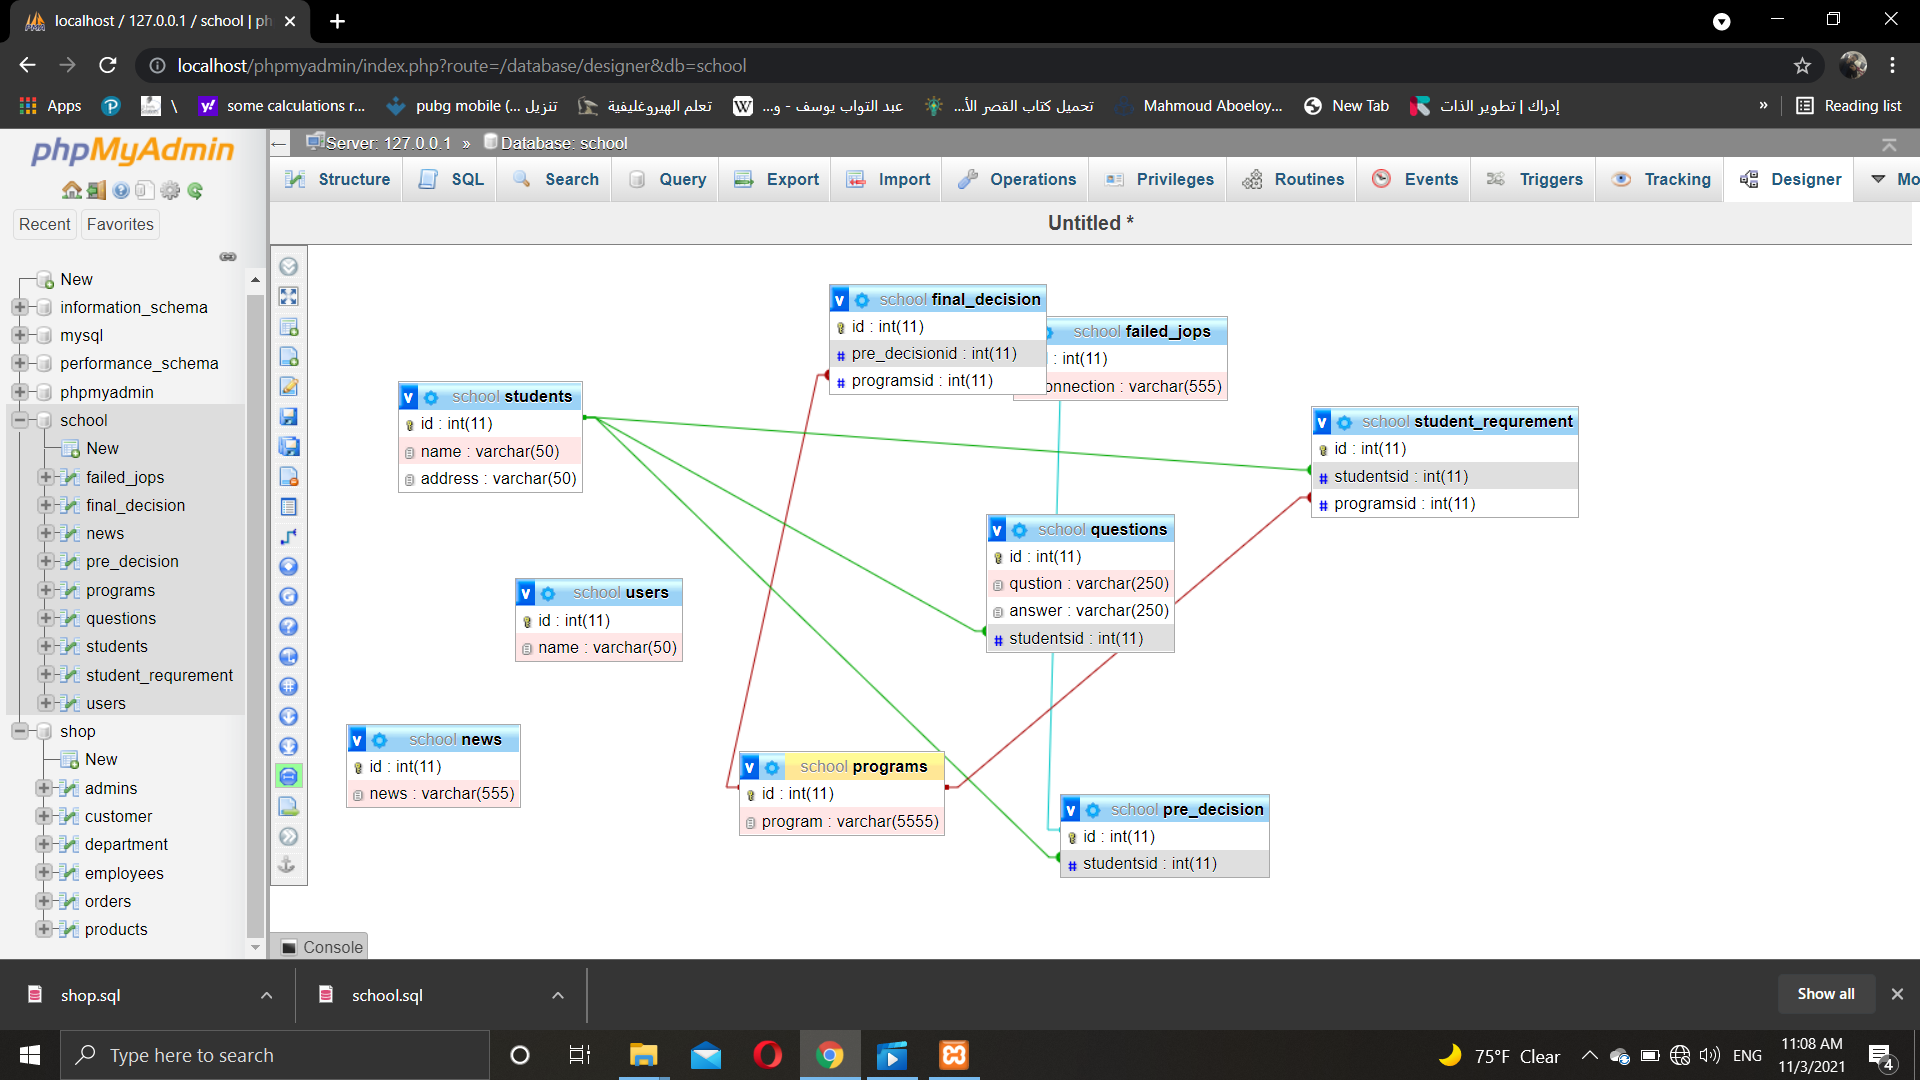 localhost / 127.0.0.1 / school | ph
localhost/phpmyadmin/index.php?route=/database/designer&db=school
Apps
\
some calculations r...
تنزيل ...) pubg mobile
تعلم الهيروغليفية
عبد التواب يوسف - و...
تحميل كتاب القصر الأ...
Mahmoud Aboeloy...
New Tab
إدراك | تطوير الذات
»
Reading list
phpMyAdmin
Recent
Favorites
New
information_schema
mysql
performance_schema
phpmyadmin
school
New
failed_jops
final_decision
news
pre_decision
programs
questions
students
student_requrement
users
shop
New
admins
customer
department
employees
orders
products
Server: 127.0.0.1 » Database: school
Structure
SQL
Search
Query
Export
Import
Operations
Privileges
Routines
Events
Triggers
Tracking
Designer
Mo
Untitled *
v school final_decision
id : int(11)
# pre_decisionid : int(11)
# programsid : int(11)
school failed_jops
: int(11)
onnection : varchar(555)
v school students
id : int(11)
name : varchar(50)
address : varchar(50)
v school student_requrement
id : int(11)
# studentsid : int(11)
# programsid : int(11)
v school questions
id : int(11)
qustion : varchar(250)
answer : varchar(250)
# studentsid : int(11)
v school users
id : int(11)
name : varchar(50)
v school news
id : int(11)
news : varchar(555)
v school programs
id : int(11)
program : varchar(5555)
v school pre_decision
id : int(11)
# studentsid : int(11)
Console
shop.sql
school.sql
Show all
Type here to search
75°F Clear
ENG
11:08 AM
11/3/2021
4